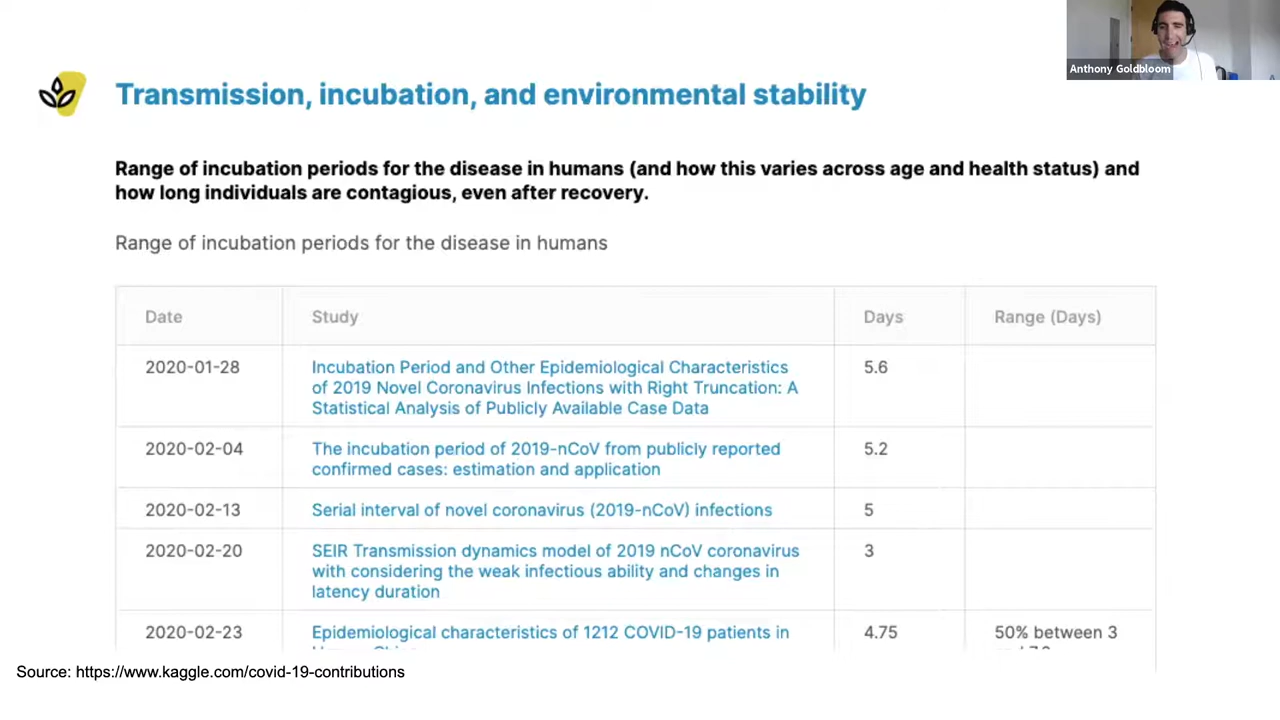 Anthony Goldbloom
Transmission, incubation, and environmental stability
Range of incubation periods for the disease in humans (and how this varies across age and health status) and
how long individuals are contagious, even after recovery.
Range of incubation periods for the disease in humans
Date Study Days Range (Days)
2020-01-28 Incubation Period and Other Epidemiological Characteristics 5.6
of 2019 Novel Coronavirus Infections with Right Truncation: A
Statistical Analysis of Publicly Available Case Data
2020-02-04 The incubation period of 2019-nCoV from publicly reported 5.2
confirmed cases: estimation and application
2020-02-13 Serial interval of novel coronavirus (2019-nCoV) infections 5
2020-02-20 SEIR Transmission dynamics model of 2019 nCoV coronavirus 3
with considering the weak infectious ability and changes in
latency duration
2020-02-23 Epidemiological characteristics of 1212 COVID-19 patients in 4.75 50% between 3
Source: https://www.kaggle.com/covid-19-contributions